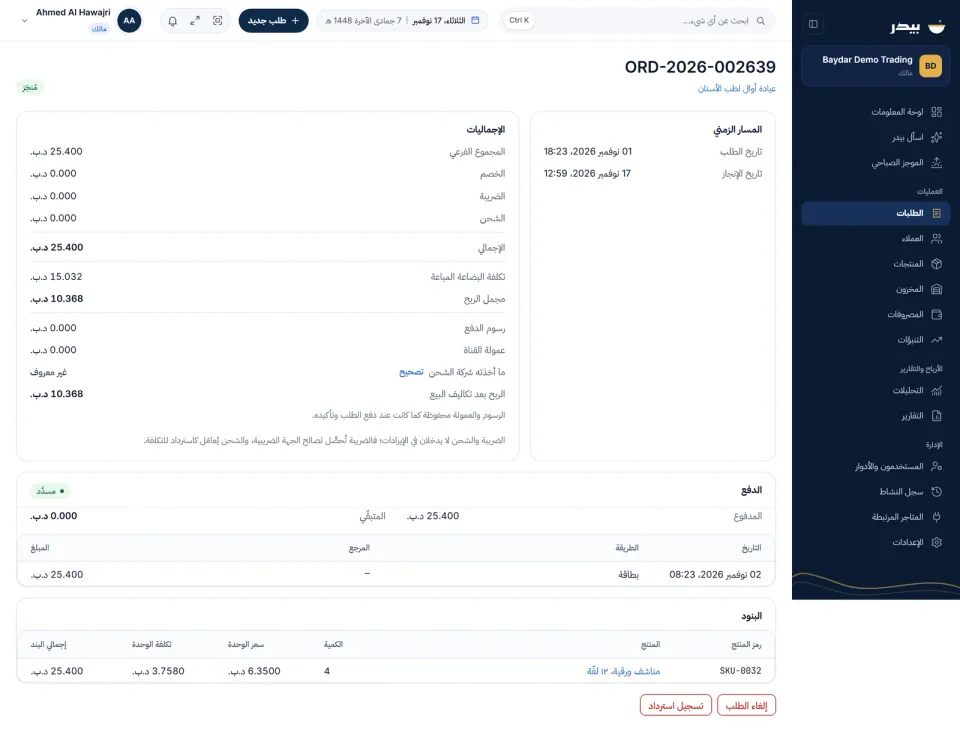 بيدر
BD
Baydar Demo Trading
مالك
لوحة المعلومات
اسأل بيدر
الموجز الصباحي
العمليات
الطلبات
العملاء
المنتجات
المخزون
المصروفات
التنبؤات
الأرباح والتقارير
التحليلات
التقارير
الإدارة
المستخدمون والأدوار
سجل النشاط
المتاجر المرتبطة
الإعدادات
ابحث عن أي شيء...
Ctrl K
الثلاثاء، 17 نوفمبر | 7 جمادى الآخرة 1448 هـ
+ طلب جديد
AA
Ahmed Al Hawajri
مالك
ORD-2026-002639
عيادة أوال لطب الأسنان
مُنجَز
المسار الزمني
تاريخ الطلب 01 نوفمبر 2026، 18:23
تاريخ الإنجاز 17 نوفمبر 2026، 12:59
الإجماليات
المجموع الفرعي 25.400 د.ب.
الخصم 0.000 د.ب.
الضريبة 0.000 د.ب.
الشحن 0.000 د.ب.
الإجمالي 25.400 د.ب.
تكلفة البضاعة المباعة 15.032 د.ب.
مجمل الربح 10.368 د.ب.
رسوم الدفع 0.000 د.ب.
عمولة القناة 0.000 د.ب.
ما أخذته شركة الشحن تصحيح غير معروف
الربح بعد تكاليف البيع 10.368 د.ب.
الرسوم والعمولة محفوظة كما كانت عند دفع الطلب وتأكيده.
الضريبة والشحن لا يدخلان في الإيرادات؛ فالضريبة تُحصَّل لصالح الجهة الضريبية، والشحن يُعامَل كاسترداد للتكلفة.
الدفع
مسدَّد
المدفوع 25.400 د.ب. المتبقّي 0.000 د.ب.
التاريخ الطريقة المرجع المبلغ
02 نوفمبر 2026، 08:23 بطاقة – 25.400 د.ب.
البنود
رمز المنتج المنتج الكمية سعر الوحدة تكلفة الوحدة إجمالي البند
SKU-0032 مناشف ورقية، ١٢ لفّة 4 6.3500 د.ب. 3.7580 د.ب. 25.400 د.ب.
إلغاء الطلب
تسجيل استرداد